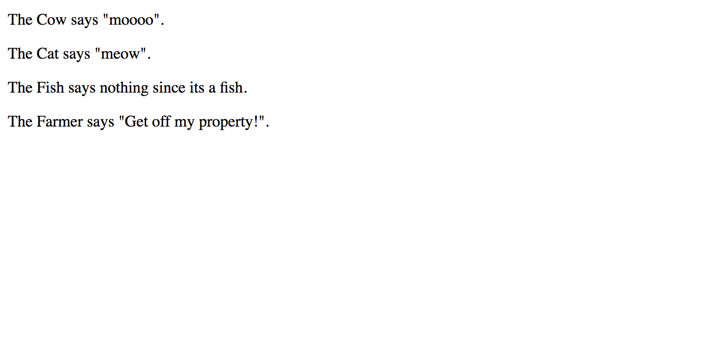 The Cow says "moooo".
The Cat says "meow".
The Fish says nothing since its a fish.
The Farmer says "Get off my property!".